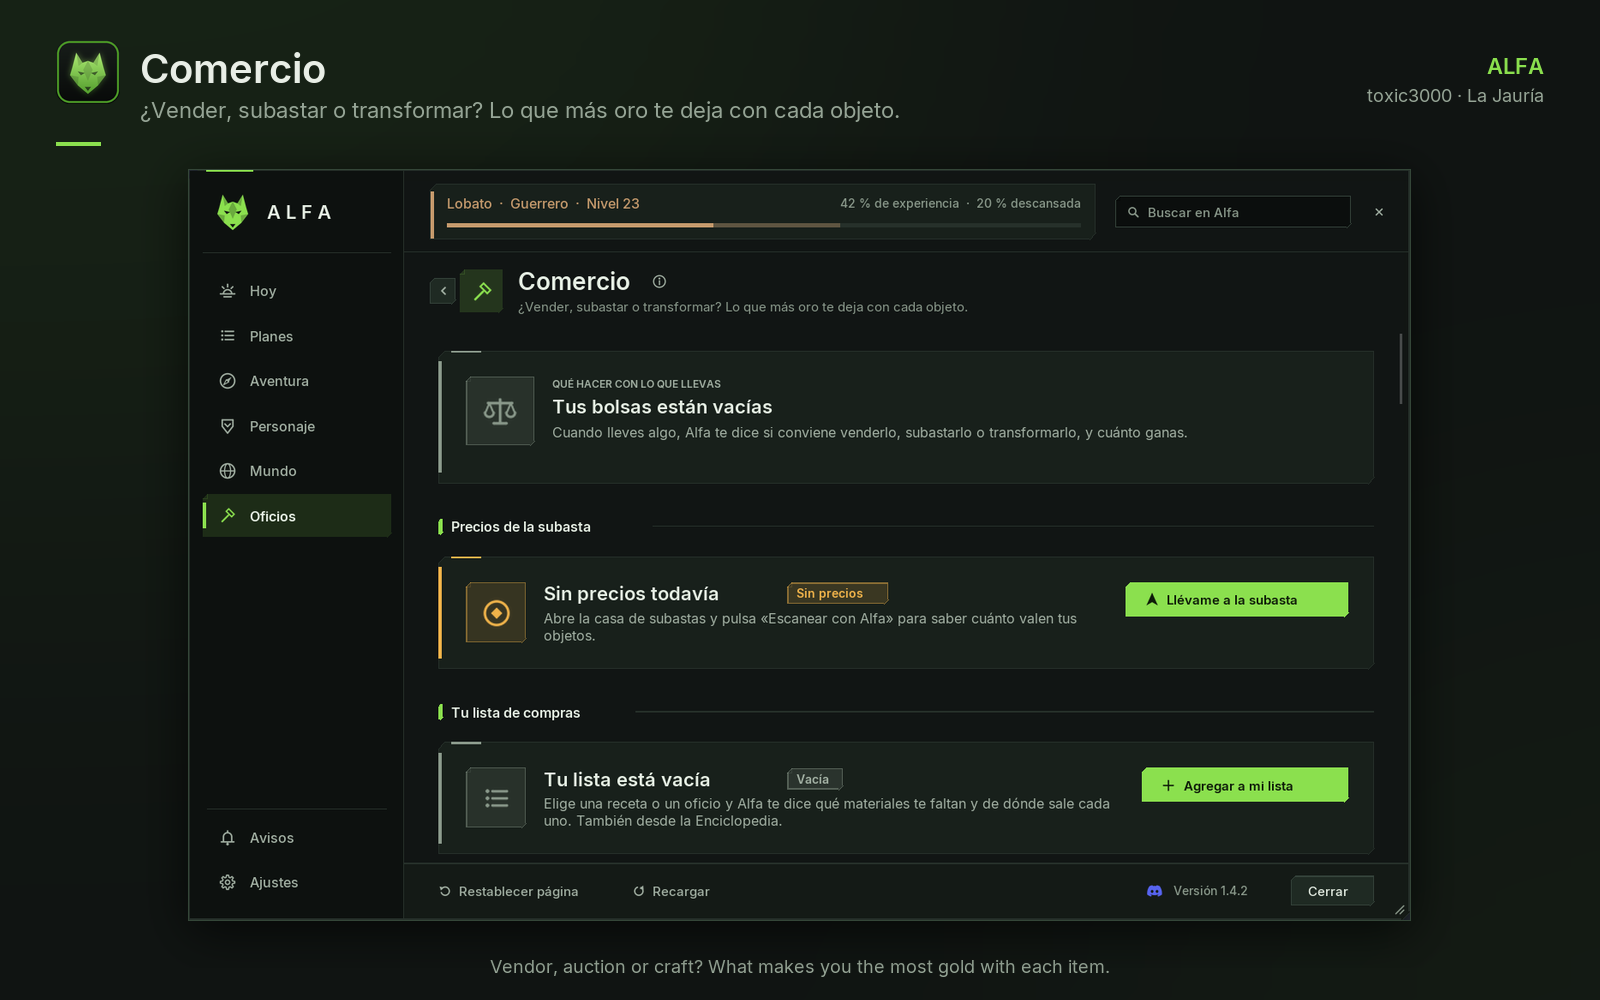 Comercio
¿Vender, subastar o transformar? Lo que más oro te deja con cada objeto.
ALFA
toxic3000 · La Jauría
ALFA
Hoy
Planes
Aventura
Personaje
Mundo
Oficios
Avisos
Ajustes
Lobato · Guerrero · Nivel 23
42 % de experiencia · 20 % descansada
Buscar en Alfa
Comercio
¿Vender, subastar o transformar? Lo que más oro te deja con cada objeto.
QUÉ HACER CON LO QUE LLEVAS
Tus bolsas están vacías
Cuando lleves algo, Alfa te dice si conviene venderlo, subastarlo o transformarlo, y cuánto ganas.
Precios de la subasta
Sin precios todavía
Sin precios
Abre la casa de subastas y pulsa «Escanear con Alfa» para saber cuánto valen tus
objetos.
Llévame a la subasta
Tu lista de compras
Tu lista está vacía
Vacía
Elige una receta o un oficio y Alfa te dice qué materiales te faltan y de dónde sale cada
uno. También desde la Enciclopedia.
Agregar a mi lista
Restablecer página
Recargar
Versión 1.4.2
Cerrar
Vendor, auction or craft? What makes you the most gold with each item.